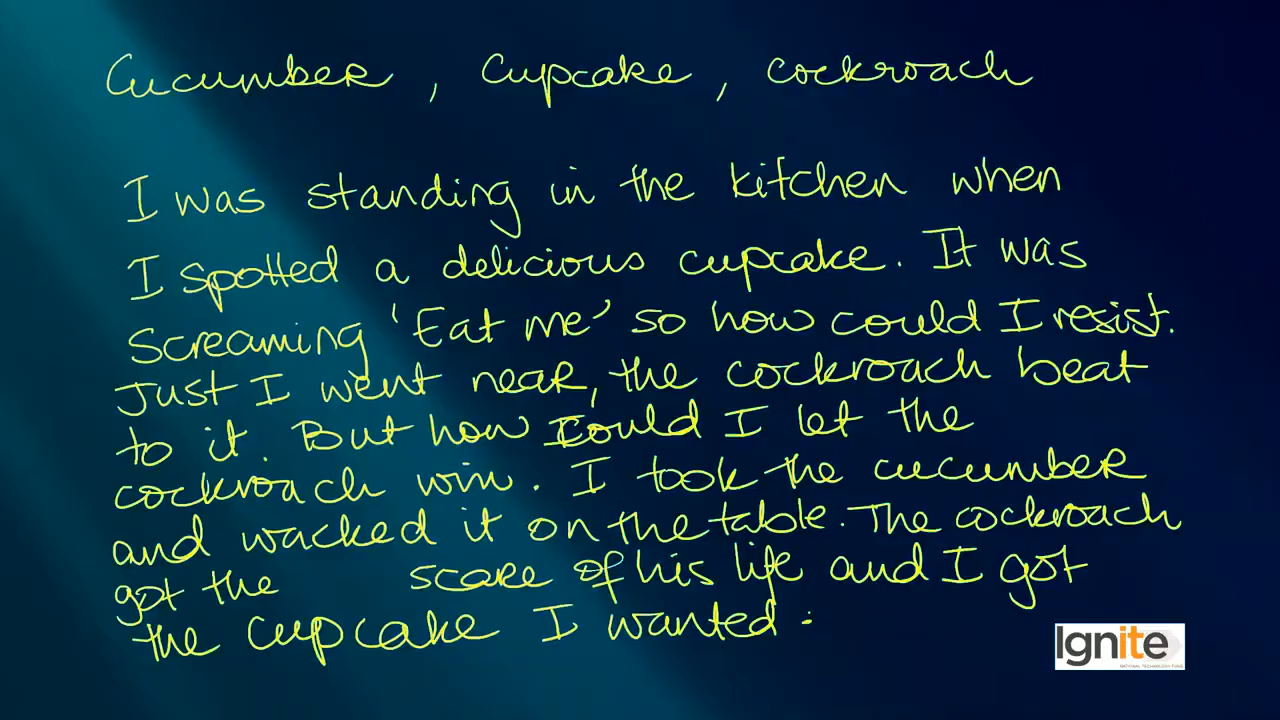 Cucumber, Cupcake, cockroach
I was standing in the kitchen when
I spotted a delicious cupcake. It was
screaming 'Eat me' so how could I resist.
Just I went near, the cockroach beat
to it. But how could I let the
cockroach win. I took the cucumber
and wacked it on the table. The cockroach
got the scare of his life and I got
the cupcake I wanted.
Ignite
NATIONAL TECHNOLOGY FUND